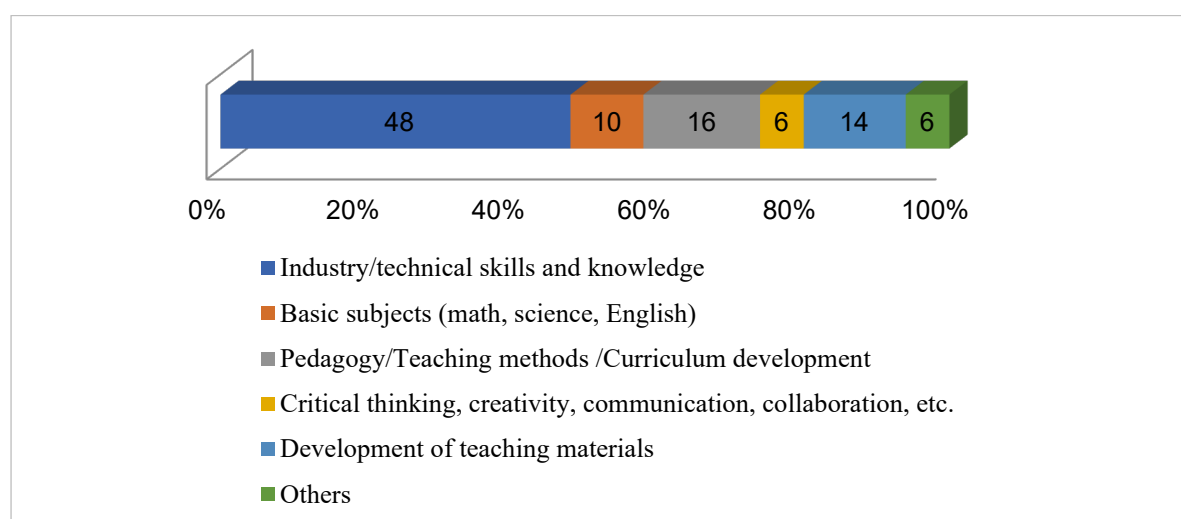 48 10 16 6 14 6
0% 20% 40% 60% 80% 100%
Industry/technical skills and knowledge
Basic subjects (math, science, English)
Pedagogy/Teaching methods /Curriculum development
Critical thinking, creativity, communication, collaboration, etc.
Development of teaching materials
Others